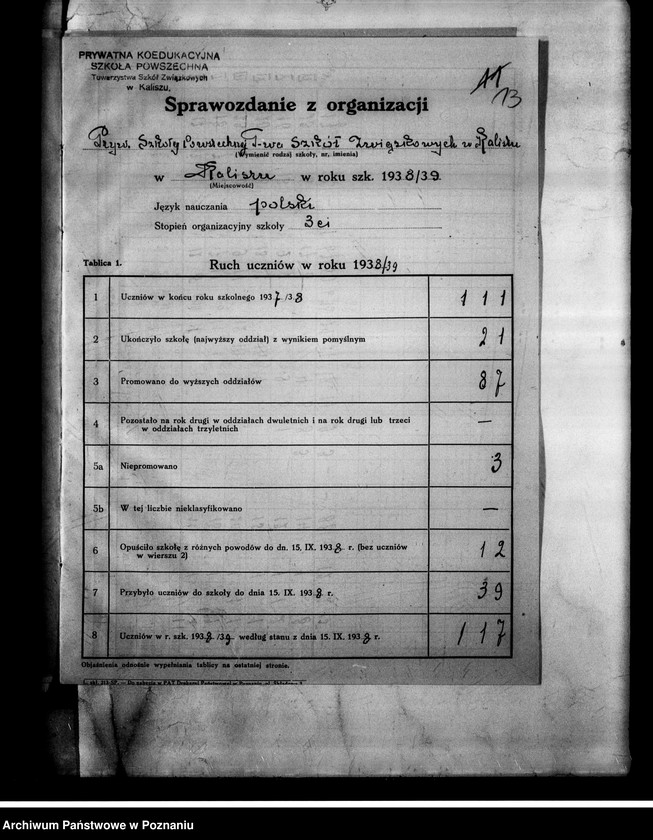 PRYWATNA KOEDUKACYJNA
SZKOŁA POWSZECHNA
Towarzystwa Szkół Związkowych
w Kaliszu.
13
Sprawozdanie z organizacji
Pryw. Szkoły Powszechnej T-wa Szkół Związkowych w Kaliszu
(Wymienić rodzaj szkoły, nr, imienia)
w Kaliszu w roku szk. 1938/39.
(Miejscowość)
Język nauczania polski
Stopień organizacyjny szkoły 3ci
Tablica 1. Ruch uczniów w roku 1938/39
1 Uczniów w końcu roku szkolnego 1937/38 111
2 Ukończyło szkołę (najwyższy oddział) z wynikiem pomyślnym 21
3 Promowano do wyższych oddziałów 87
4 Pozostało na rok drugi w oddziałach dwuletnich i na rok drugi lub trzeci
w oddziałach trzyletnich —
5a Niepromowano 3
5b W tej liczbie nieklasyfikowano —
6 Opuściło szkołę z różnych powodów do dn. 15. IX. 1938 r. (bez uczniów
w wierszu 2) 12
7 Przybyło uczniów do szkoły do dnia 15. IX. 1938 r. 39
8 Uczniów w r. szk. 1938/39 według stanu z dnia 15. IX. 1938 r. 117
Objaśnienia odnośnie wypełniania tablicy na ostatniej stronie.
Archiwum Państwowe w Poznaniu